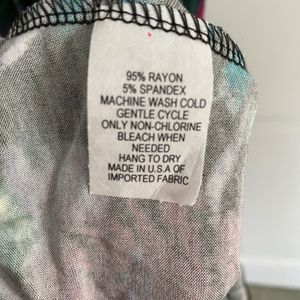 95% RAYON
5% SPANDEX
MACHINE WASH COLD
GENTLE CYCLE
ONLY NON-CHLORINE
BLEACH WHEN
NEEDED
HANG TO DRY
MADE IN U.S.A OF
IMPORTED FABRIC